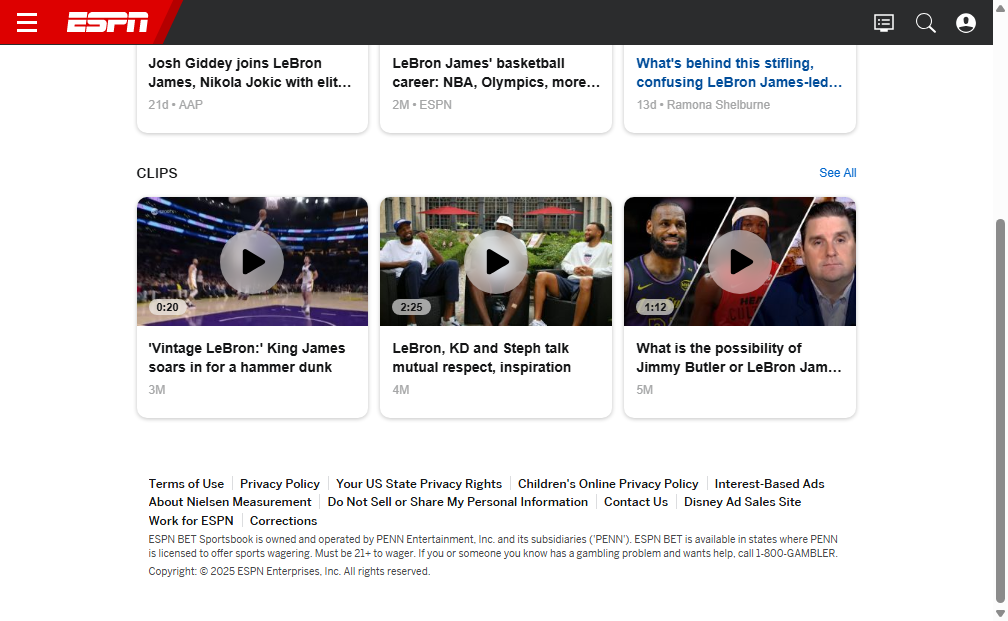 ESPN
Josh Giddey joins LeBron
James, Nikola Jokic with elit...
21d • AAP
LeBron James' basketball
career: NBA, Olympics, more...
2M • ESPN
What's behind this stifling,
confusing LeBron James-led...
13d • Ramona Shelburne
CLIPS
See All
0:20
'Vintage LeBron:' King James
soars in for a hammer dunk
3M
2:25
LeBron, KD and Steph talk
mutual respect, inspiration
4M
1:12
What is the possibility of
Jimmy Butler or LeBron Jam...
5M
Terms of Use
Privacy Policy
Your US State Privacy Rights
Children's Online Privacy Policy
Interest-Based Ads
About Nielsen Measurement
Do Not Sell or Share My Personal Information
Contact Us
Disney Ad Sales Site
Work for ESPN
Corrections
ESPN BET Sportsbook is owned and operated by PENN Entertainment, Inc. and its subsidiaries ('PENN'). ESPN BET is available in states where PENN
is licensed to offer sports wagering. Must be 21+ to wager. If you or someone you know has a gambling problem and wants help, call 1-800-GAMBLER.
Copyright: © 2025 ESPN Enterprises, Inc. All rights reserved.